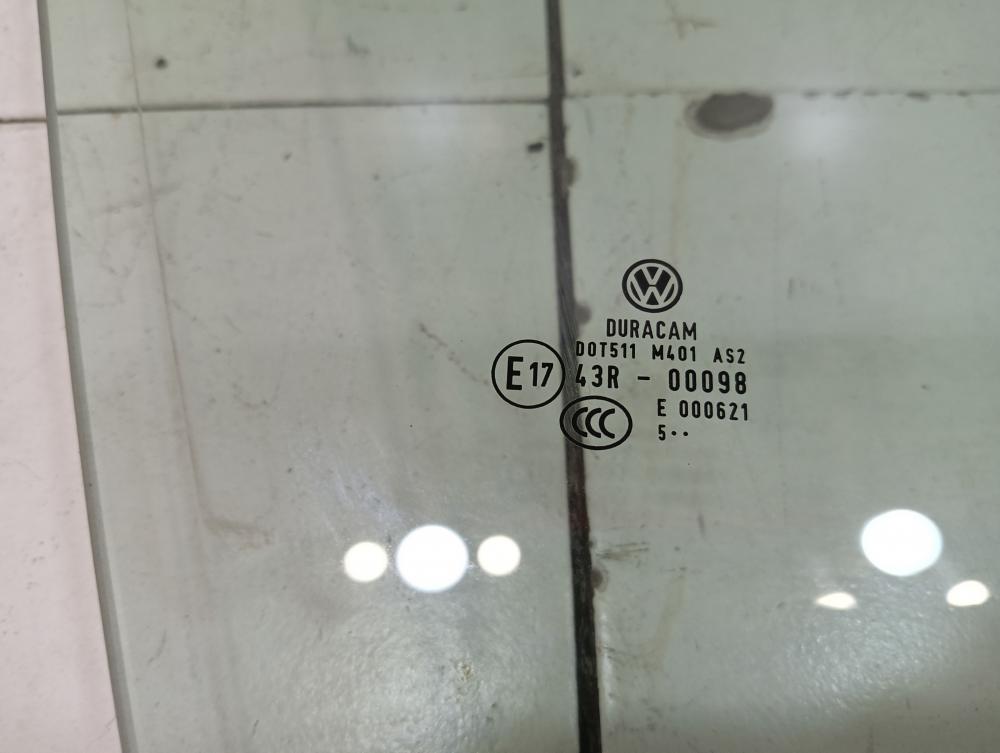 DURACAM
DOT511 M401 AS2
E17 43R - 00098
CCC E 000621
5··